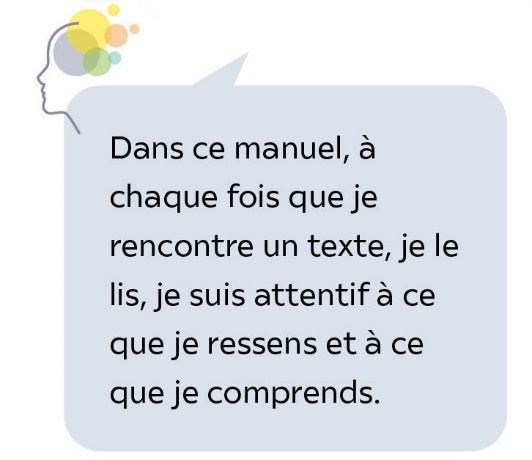 Dans ce manuel, à
chaque fois que je
rencontre un texte, je le
lis, je suis attentif à ce
que je ressens et à ce
que je comprends.